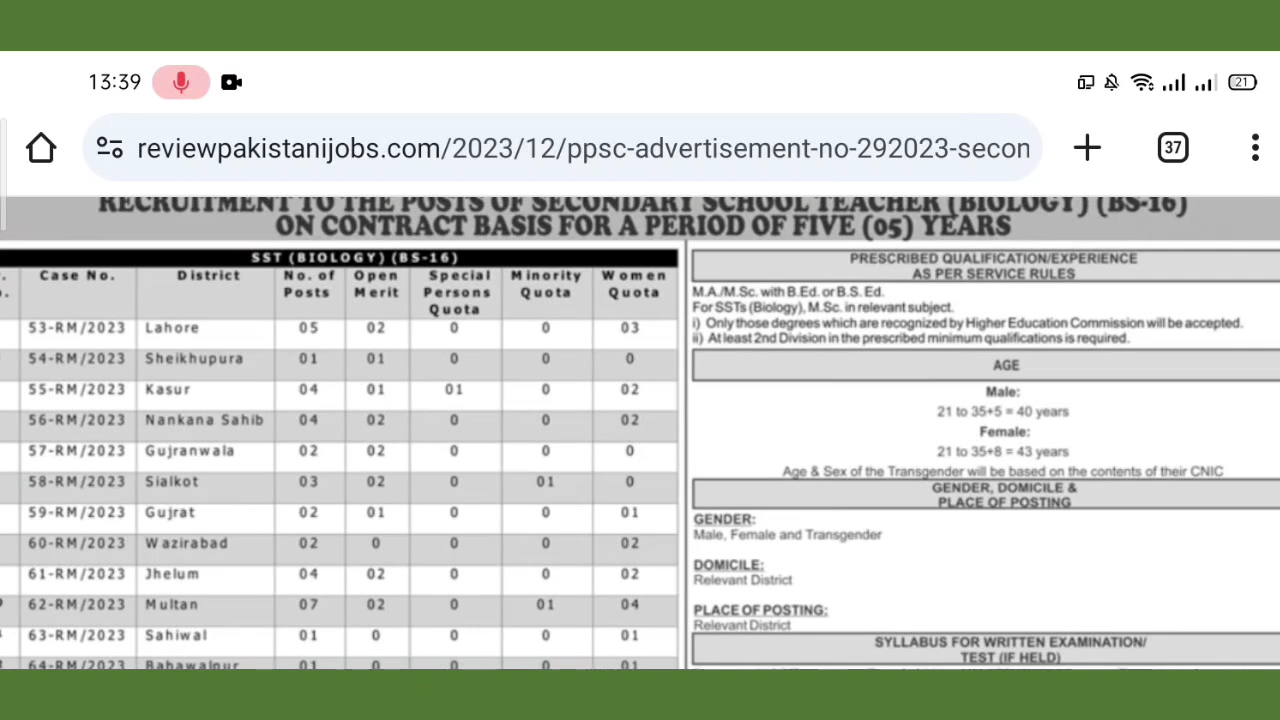 13:39
21
reviewpakistanijobs.com/2023/12/ppsc-advertisement-no-292023-secon
37
RECRUITMENT TO THE POSTS OF SECONDARY SCHOOL TEACHER (BIOLOGY) (BS-16)
ON CONTRACT BASIS FOR A PERIOD OF FIVE (05) YEARS
SST (BIOLOGY) (BS-16)
Case No. District No. of Posts Open Merit Special Persons Quota Minority Quota Women Quota
53-RM/2023 Lahore 05 02 0 0 03
54-RM/2023 Sheikhupura 01 01 0 0 0
55-RM/2023 Kasur 04 01 01 0 02
56-RM/2023 Nankana Sahib 04 02 0 0 02
57-RM/2023 Gujranwala 02 02 0 0 0
58-RM/2023 Sialkot 03 02 0 01 0
59-RM/2023 Gujrat 02 01 0 0 01
60-RM/2023 Wazirabad 02 0 0 0 02
61-RM/2023 Jhelum 04 02 0 0 02
62-RM/2023 Multan 07 02 0 01 04
63-RM/2023 Sahiwal 01 0 0 0 01
64-RM/2023 Bahawalpur 01 0 0 0 01
PRESCRIBED QUALIFICATION/EXPERIENCE
AS PER SERVICE RULES
M.A./M.Sc. with B.Ed. or B.S. Ed.
For SSTs (Biology), M.Sc. in relevant subject.
i) Only those degrees which are recognized by Higher Education Commission will be accepted.
ii) At least 2nd Division in the prescribed minimum qualifications is required.
AGE
Male:
21 to 35+5 = 40 years
Female:
21 to 35+8 = 43 years
Age & Sex of the Transgender will be based on the contents of their CNIC
GENDER, DOMICILE &
PLACE OF POSTING
GENDER:
Male, Female and Transgender
DOMICILE:
Relevant District
PLACE OF POSTING:
Relevant District
SYLLABUS FOR WRITTEN EXAMINATION/
TEST (IF HELD)